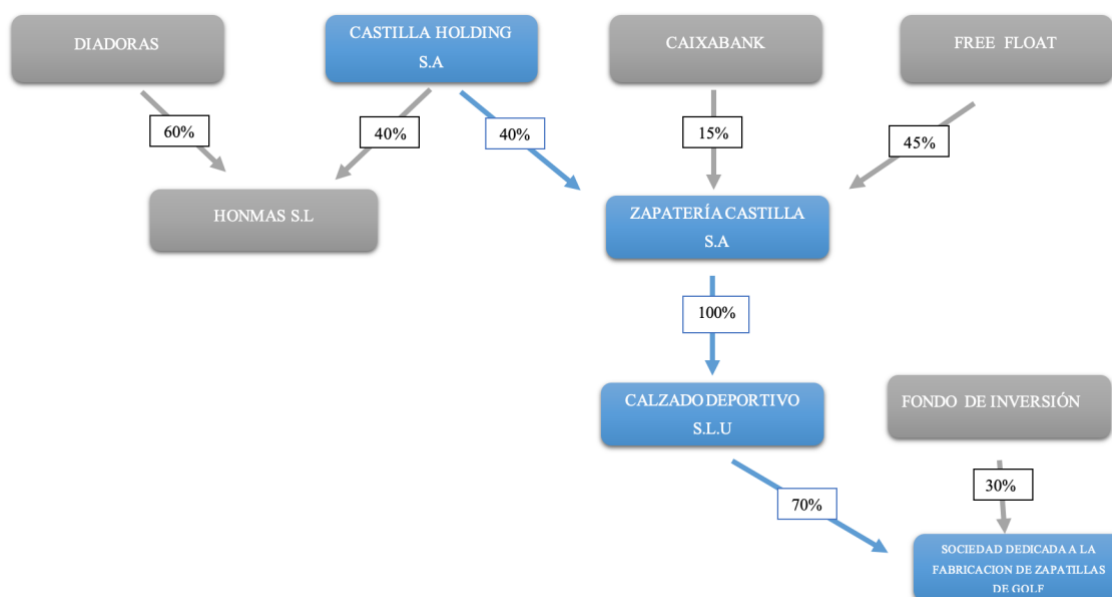 DIADORAS
CASTILLA HOLDING
S.A
CAIXABANK
FREE FLOAT
60%
40%
40%
15%
45%
HONMAS S.L
ZAPATERÍA CASTILLA
S.A
100%
CALZADO DEPORTIVO
S.L.U
FONDO DE INVERSIÓN
70%
30%
SOCIEDAD DEDICADA A LA
FABRICACION DE ZAPATILLAS
DE GOLF